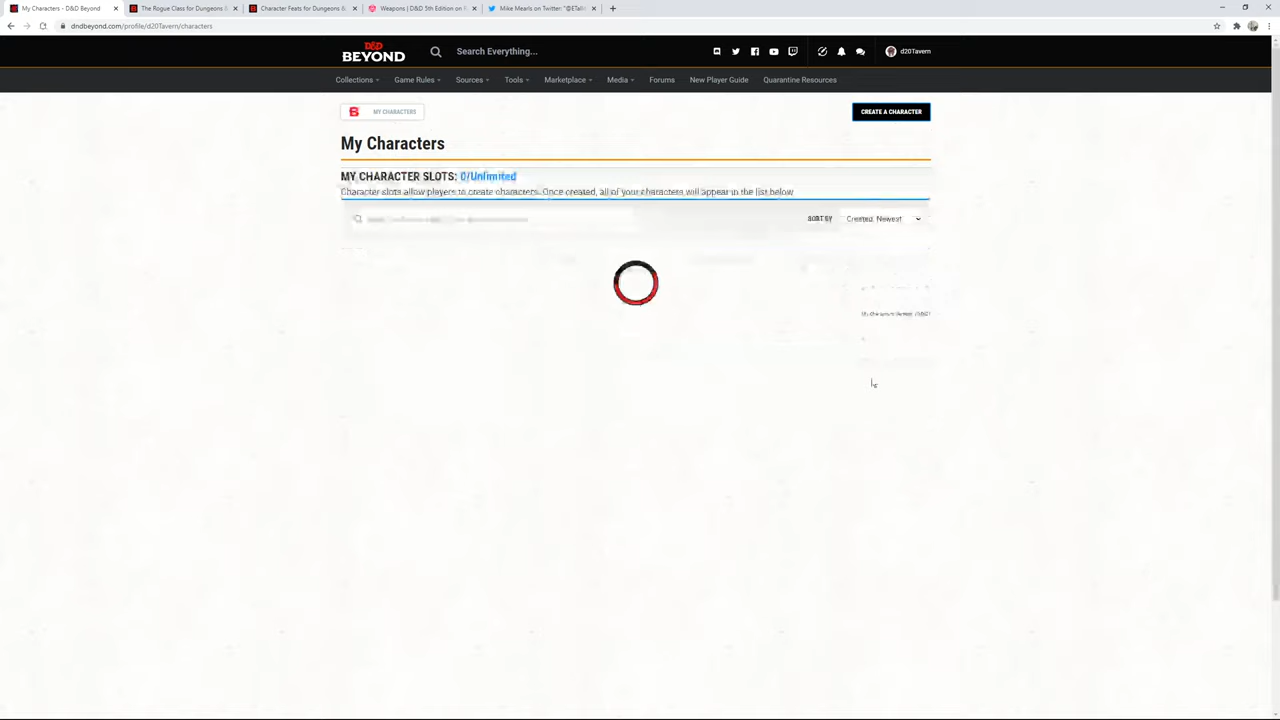 My Characters - D&D Beyond
The Rogue Class for Dungeons &
Character Feats for Dungeons &
Weapons | D&D 5th Edition on
Mike Mearls on Twitter: "@
dndbeyond.com/profile/d20Tavern/characters
D&D
BEYOND
Search Everything...
d20Tavern
Collections
Game Rules
Sources
Tools
Marketplace
Media
Forums
New Player Guide
Quarantine Resources
B
MY CHARACTERS
CREATE A CHARACTER
My Characters
MY CHARACTER SLOTS: 0/Unlimited
Character slots allow players to create characters. Once created, all of your characters will appear in the list below
SORT BY
Created: Newest